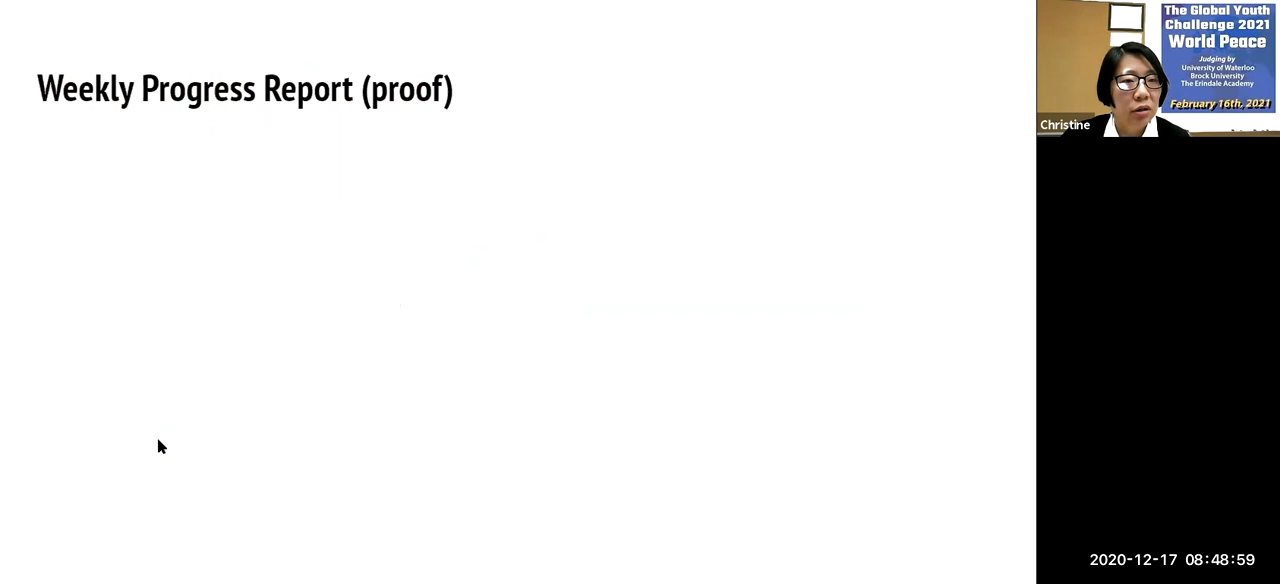 Weekly Progress Report (proof)
The Global Youth
Challenge 2021
World Peace
Judging by
University of Waterloo
Brock University
The Erindale Academy
February 16th, 2021
Christine
2020-12-17 08:48:59